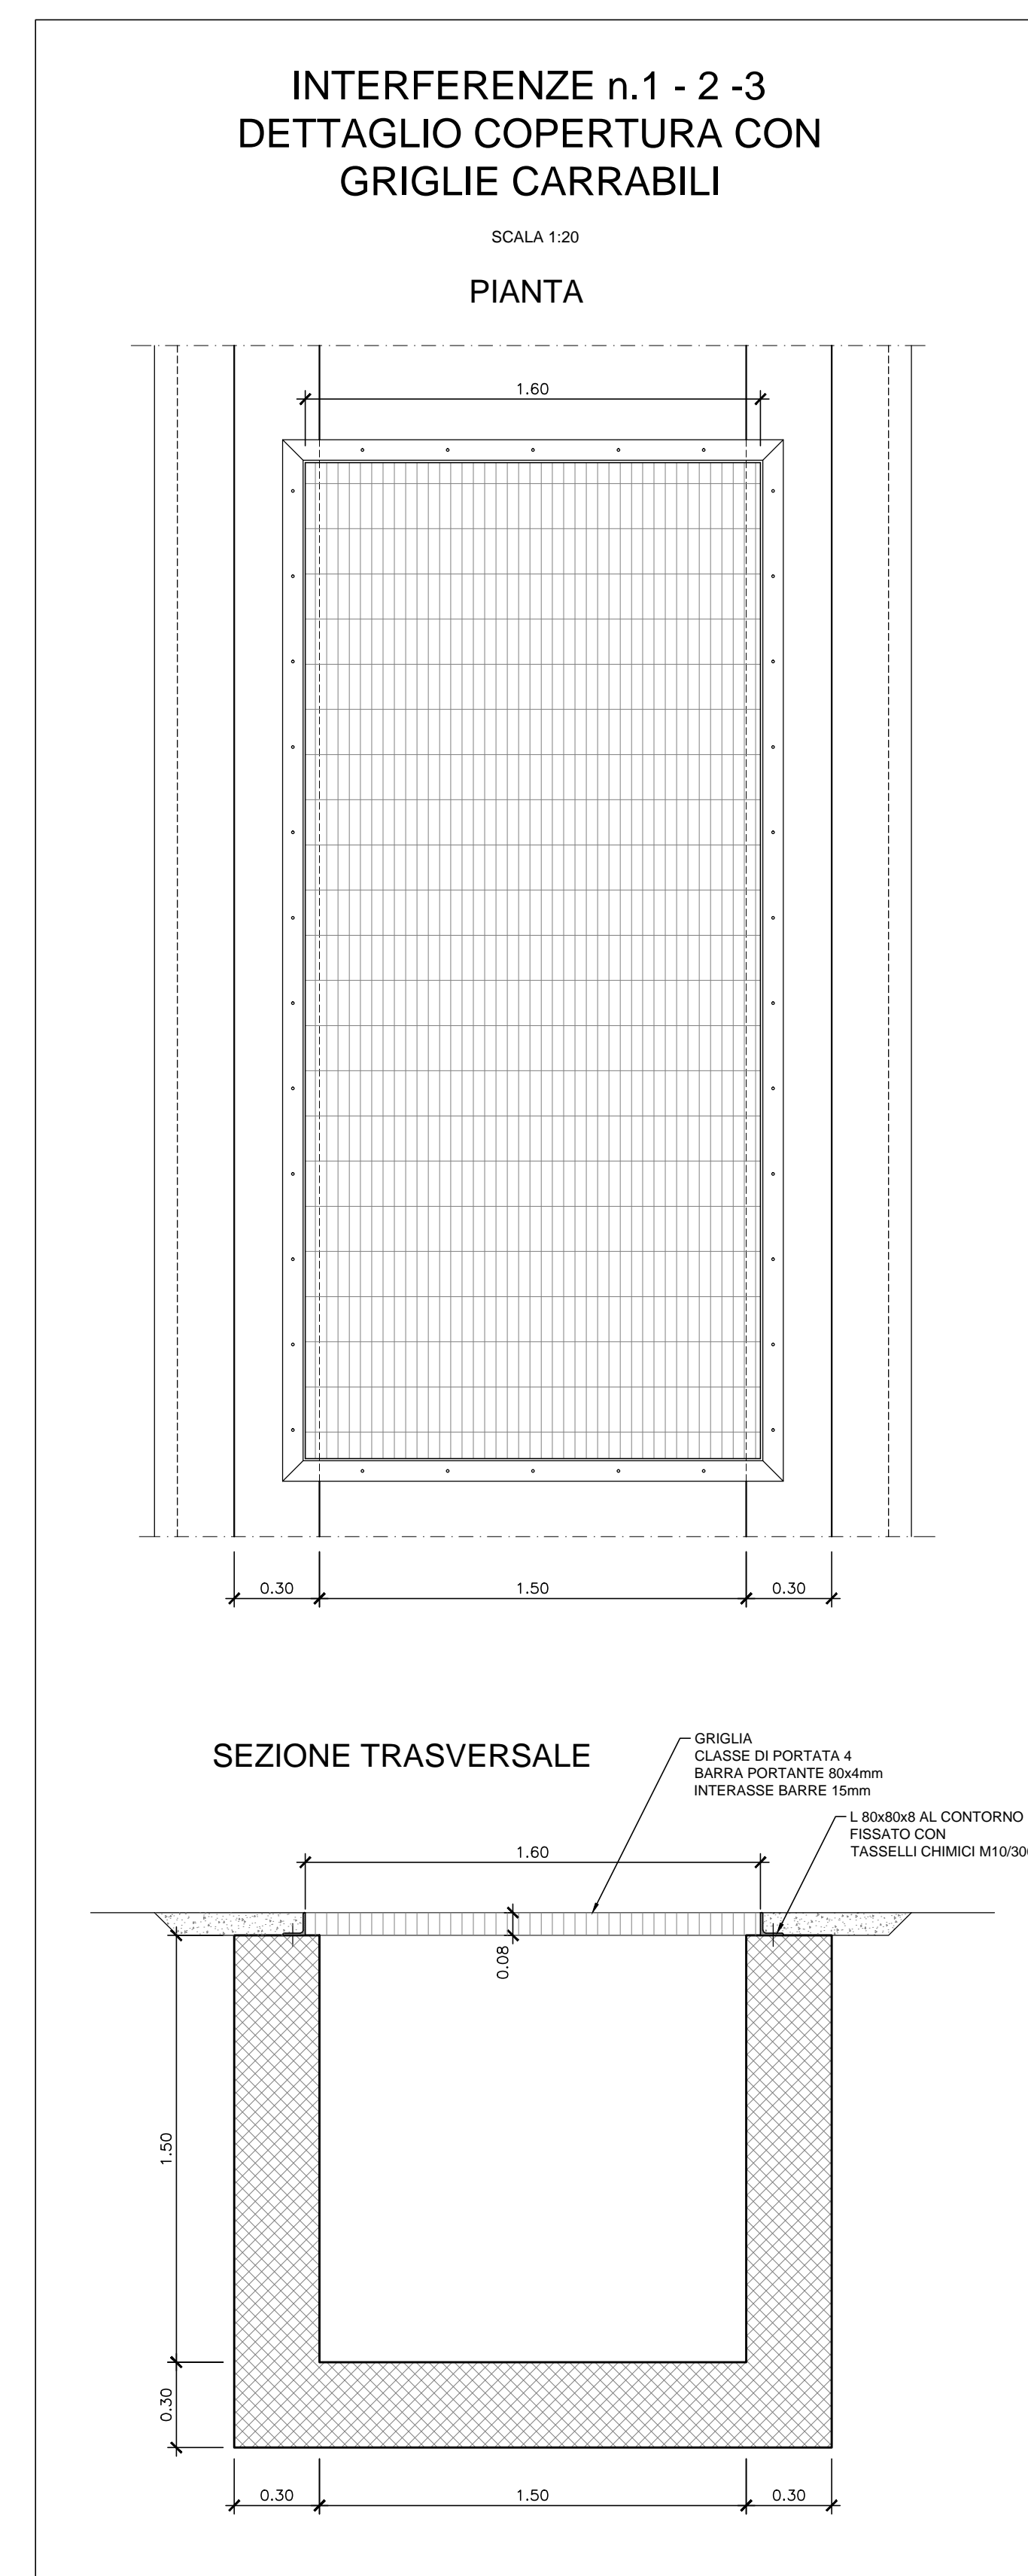 INTERFERENZE n.1 - 2 -3
DETTAGLIO COPERTURA CON
GRIGLIE CARRABILI
SCALA 1:20
PIANTA
1.60
0.30
1.50
0.30
SEZIONE TRASVERSALE
GRIGLIA
CLASSE DI PORTATA 4
BARRA PORTANTE 80x4mm
INTERASSE BARRE 15mm
L 80x80x8 AL CONTORNO
FISSATO CON
TASSELLI CHIMICI
1.60
0.08
1.50
0.30
0.30
1.50
0.30